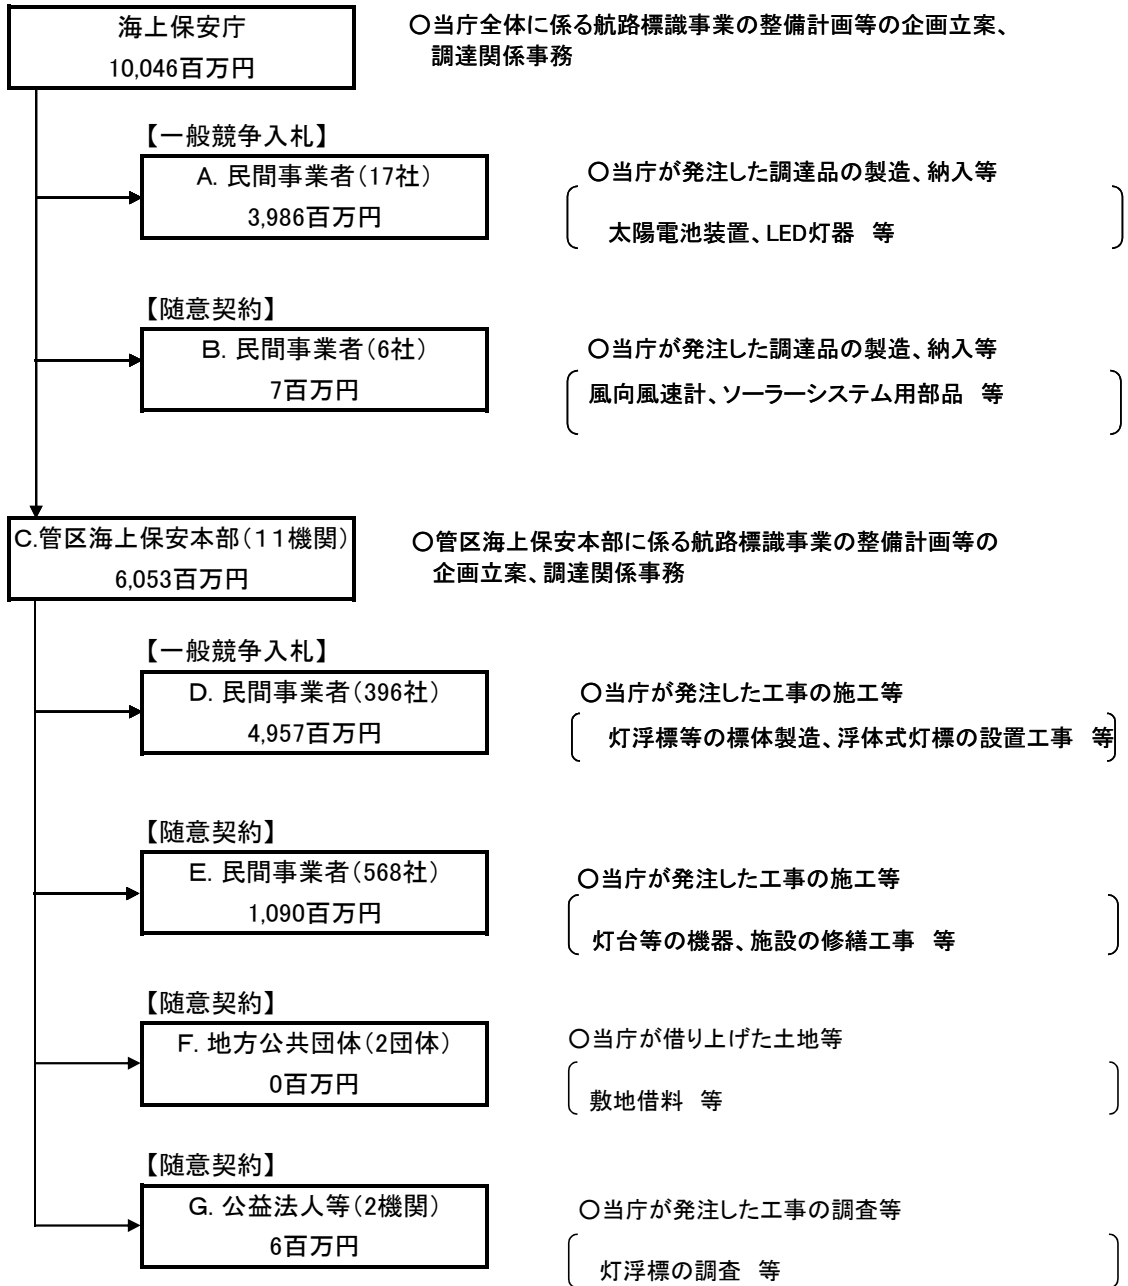 海上保安庁
10,046百万円
○当庁全体に係る航路標識事業の整備計画等の企画立案、
調達関係事務
【一般競争入札】
A. 民間事業者(17社)
3,986百万円
○当庁が発注した調達品の製造、納入等
太陽電池装置、LED灯器　等
【随意契約】
B. 民間事業者(6社)
7百万円
○当庁が発注した調達品の製造、納入等
風向風速計、ソーラーシステム用部品　等
C.管区海上保安本部(11機関)
6,053百万円
○管区海上保安本部に係る航路標識事業の整備計画等の
企画立案、調達関係事務
【一般競争入札】
D. 民間事業者(396社)
4,957百万円
○当庁が発注した工事の施工等
灯浮標等の標体製造、浮体式灯標の設置工事　等
【随意契約】
E. 民間事業者(568社)
1,090百万円
○当庁が発注した工事の施工等
灯台等の機器、施設の修繕工事　等
【随意契約】
F. 地方公共団体(2団体)
0百万円
○当庁が借り上げた土地等
敷地借料　等
【随意契約】
G. 公益法人等(2機関)
6百万円
○当庁が発注した工事の調査等
灯浮標の調査　等